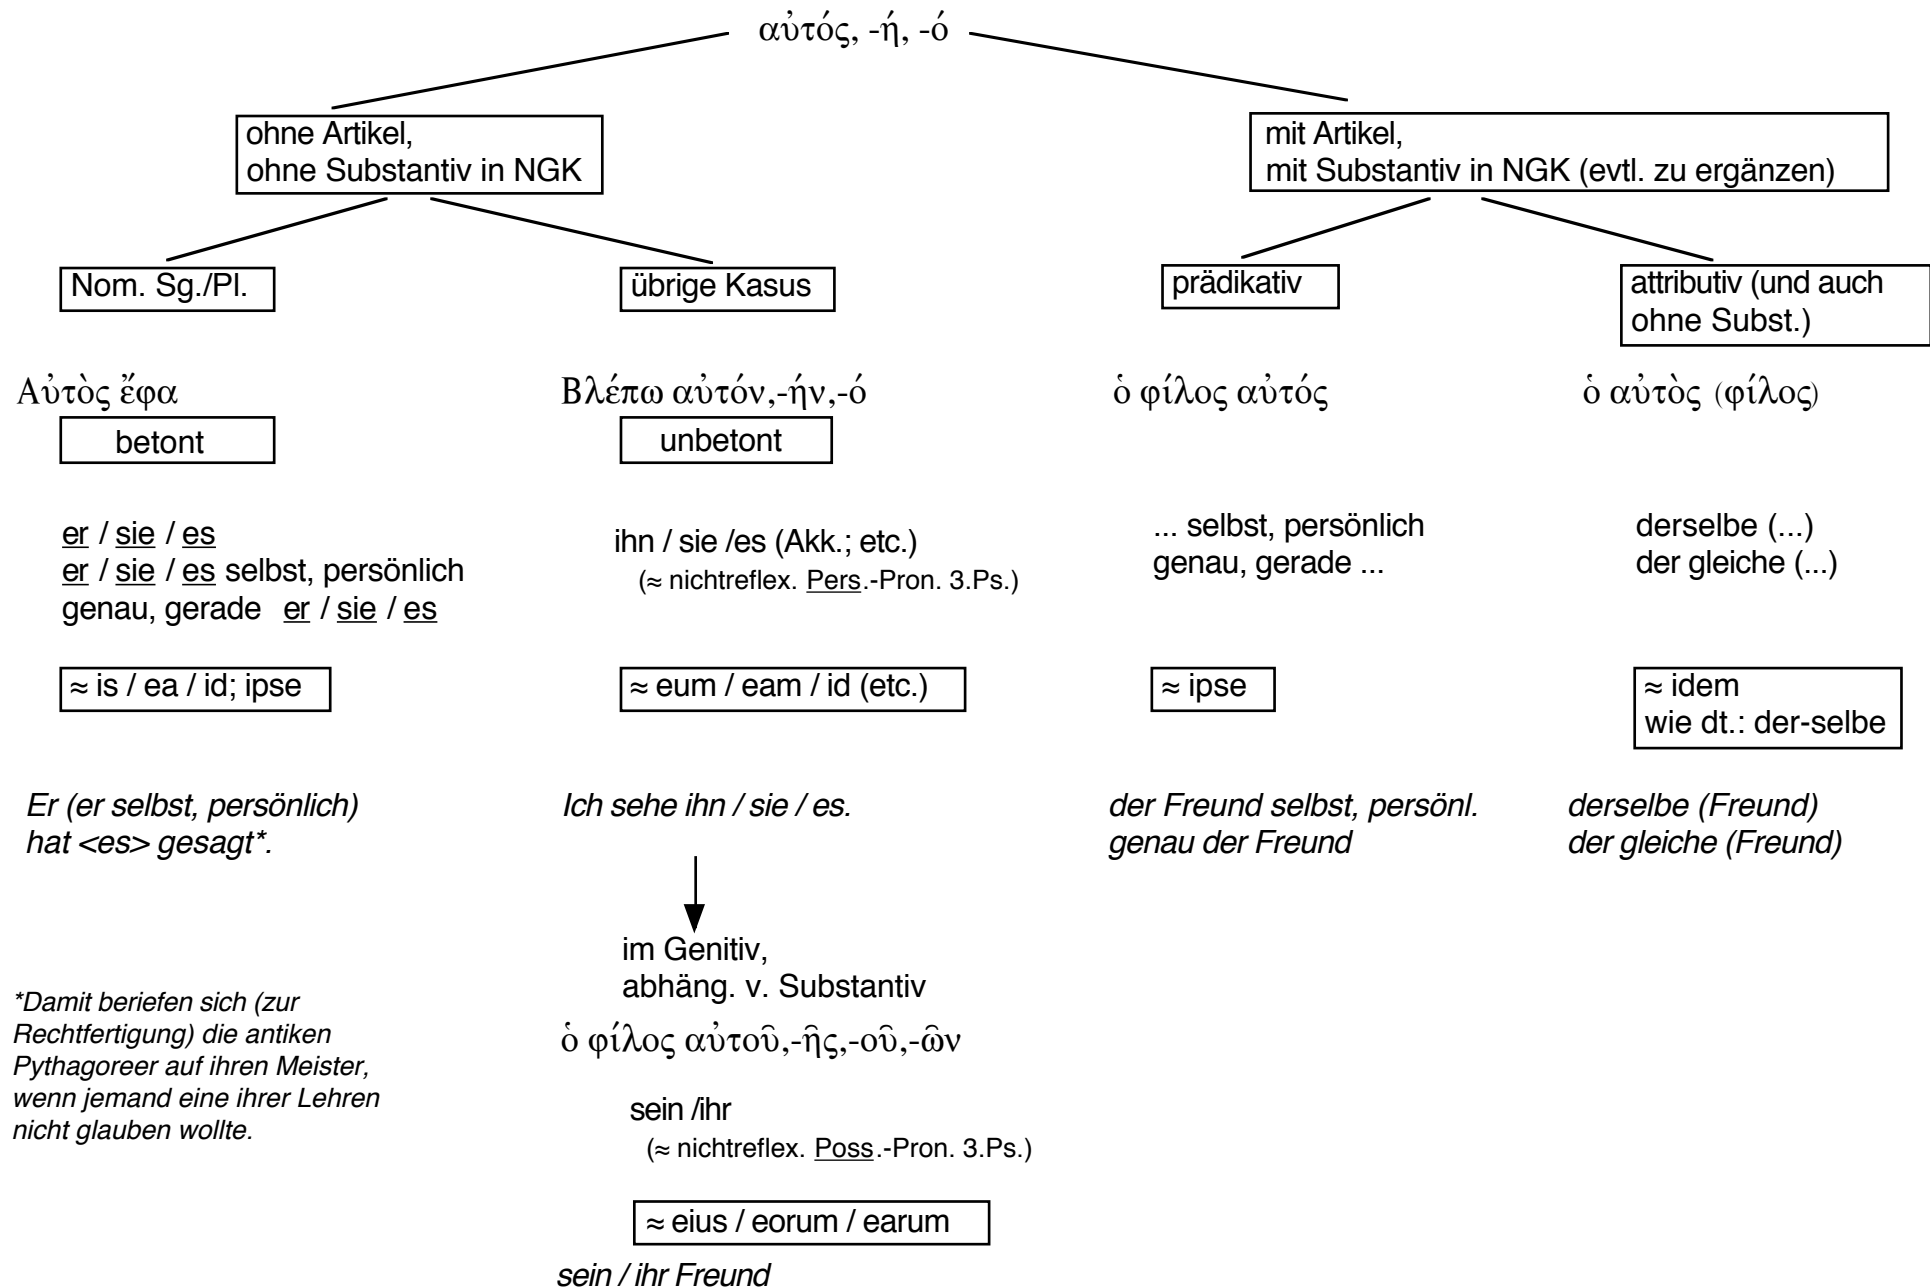 αὐτός, -ή, -ό
ohne Artikel,
ohne Substantiv in NGK
mit Artikel,
mit Substantiv in NGK (evtl. zu ergänzen)
Nom. Sg./Pl.
übrige Kasus
prädikativ
attributiv (und auch
ohne Subst.)
Αὐτὸς ἔφα
Βλέπω αὐτόν,-ήν,-ό
ὁ φίλος αὐτός
ὁ αὐτὸς (φίλος)
betont
unbetont
er / sie / es
er / sie / es selbst, persönlich
genau, gerade er / sie / es
ihn / sie /es (Akk.; etc.)
(≈ nichtreflex. Pers.-Pron. 3.Ps.)
... selbst, persönlich
genau, gerade ...
derselbe (...)
der gleiche (...)
≈ is / ea / id; ipse
≈ eum / eam / id (etc.)
≈ ipse
≈ idem
wie dt.: der-selbe
Er (er selbst, persönlich)
hat <es> gesagt*.
Ich sehe ihn / sie / es.
der Freund selbst, persönl.
genau der Freund
derselbe (Freund)
der gleiche (Freund)
im Genitiv,
abhäng. v. Substantiv
ὁ φίλος αὐτοῦ,-ῆς,-οῦ,-ῶν
sein /ihr
(≈ nichtreflex. Poss.-Pron. 3.Ps.)
≈ eius / eorum / earum
sein / ihr Freund
*Damit beriefen sich (zur
Rechtfertigung) die antiken
Pythagoreer auf ihren Meister,
wenn jemand eine ihrer Lehren
nicht glauben wollte.